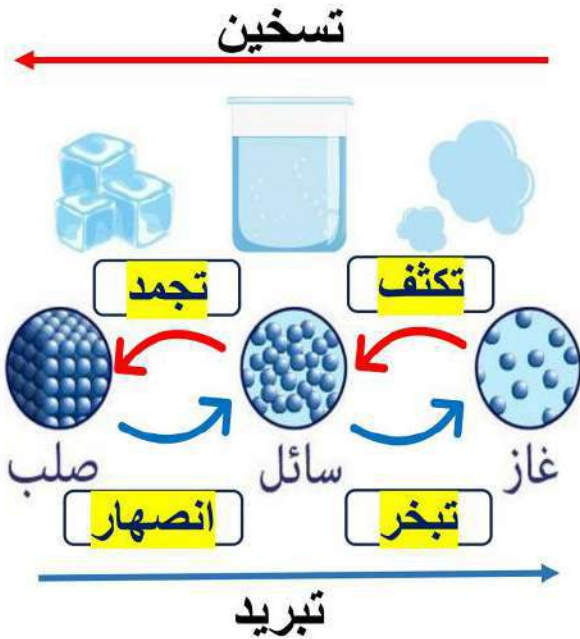 تسخين
تكثف
تجمد
غاز
سائل
صلب
تبخر
انصهار
تبريد